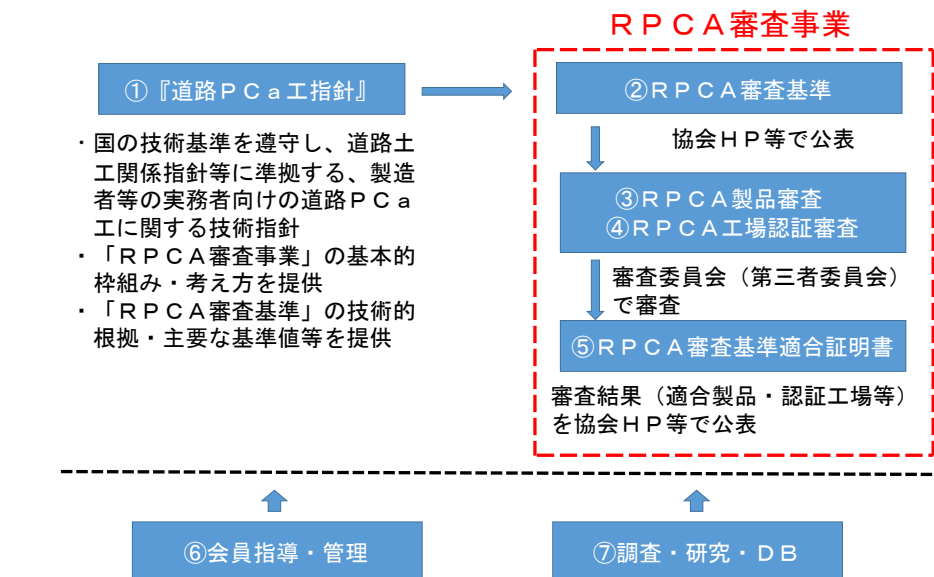 ＲＰＣＡ審査事業
①『道路ＰＣａ工指針』
・国の技術基準を遵守し、道路土
工関係指針等に準拠する、製造
者等の実務者向けの道路ＰＣａ
工に関する技術指針
・「ＲＰＣＡ審査事業」の基本的
枠組み・考え方を提供
・「ＲＰＣＡ審査基準」の技術的
根拠・主要な基準値等を提供
②ＲＰＣＡ審査基準
協会ＨＰ等で公表
③ＲＰＣＡ製品審査
④ＲＰＣＡ工場認証審査
審査委員会（第三者委員会）
で審査
⑤ＲＰＣＡ審査基準適合証明書
審査結果（適合製品・認証工場等）
を協会ＨＰ等で公表
⑥会員指導・管理
⑦調査・研究・ＤＢ